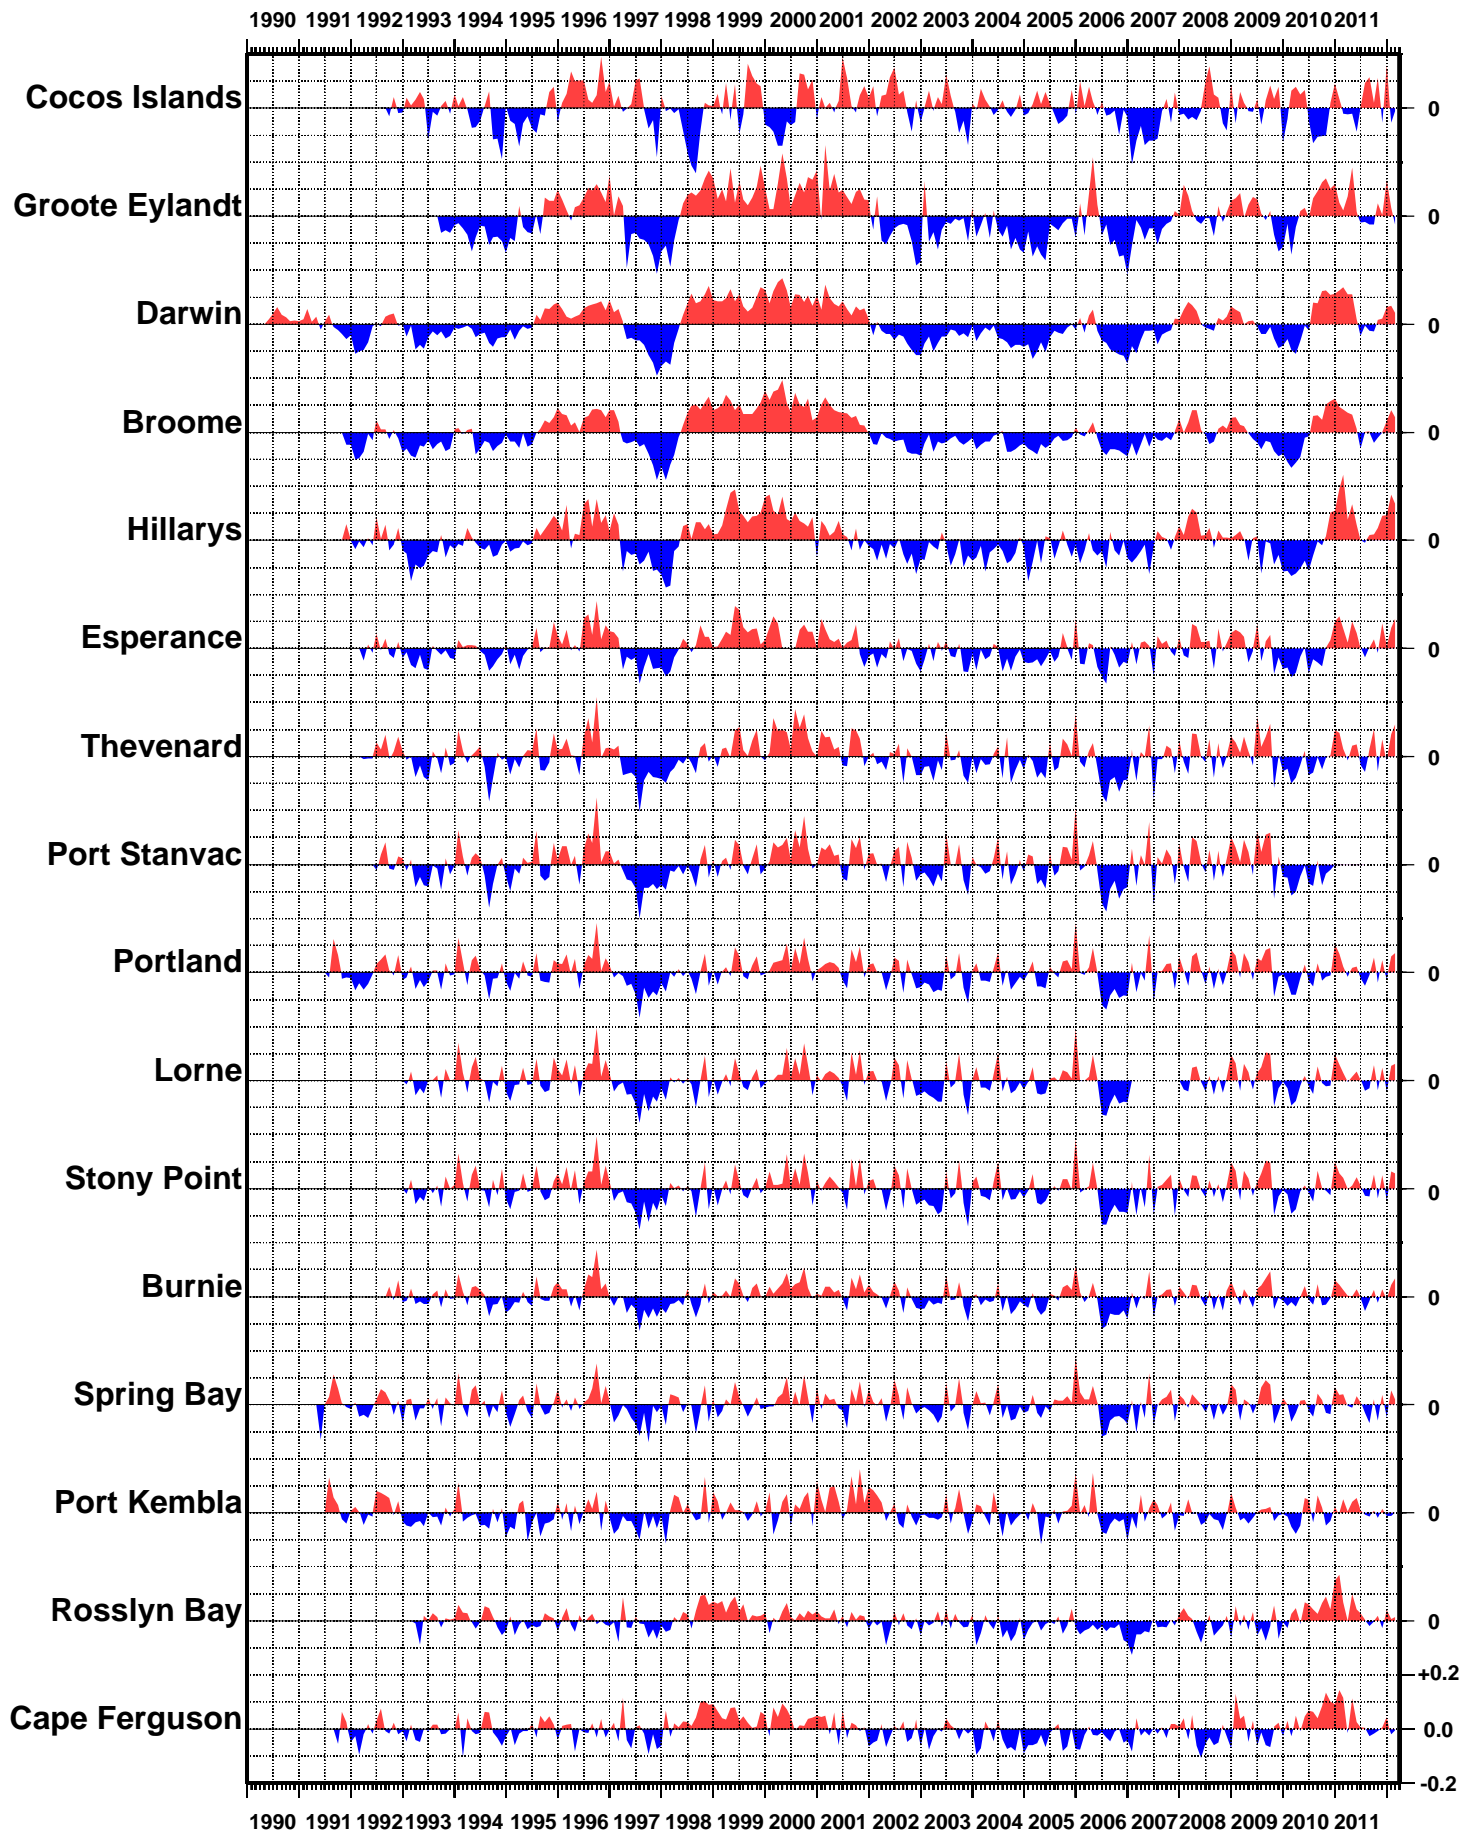 1990 1991 1992 1993 1994 1995 1996 1997 1998 1999 2000 2001 2002 2003 2004 2005 2006 2007 2008 2009 2010 2011
Cocos Islands 0
Groote Eylandt 0
Darwin 0
Broome 0
Hillarys 0
Esperance 0
Thevenard 0
Port Stanvac 0
Portland 0
Lorne 0
Stony Point 0
Burnie 0
Spring Bay 0
Port Kembla 0
Rosslyn Bay 0
+0.2
Cape Ferguson 0.0
-0.2
1990 1991 1992 1993 1994 1995 1996 1997 1998 1999 2000 2001 2002 2003 2004 2005 2006 2007 2008 2009 2010 2011